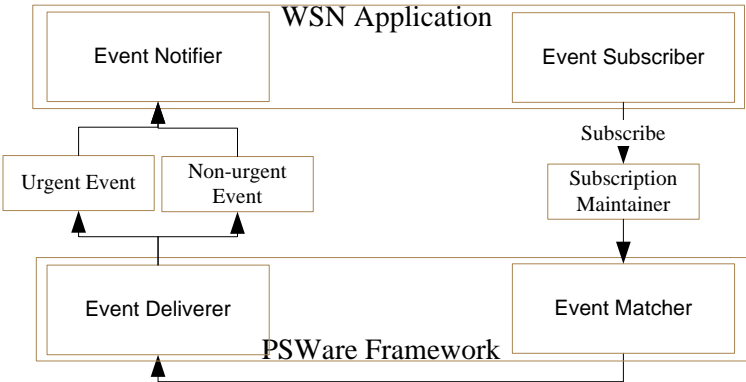 WSN Application
Event Notifier
Event Subscriber
Subscribe
Urgent Event
Non-urgent
Event
Subscription
Maintainer
Event Deliverer
Event Matcher
PSWare Framework